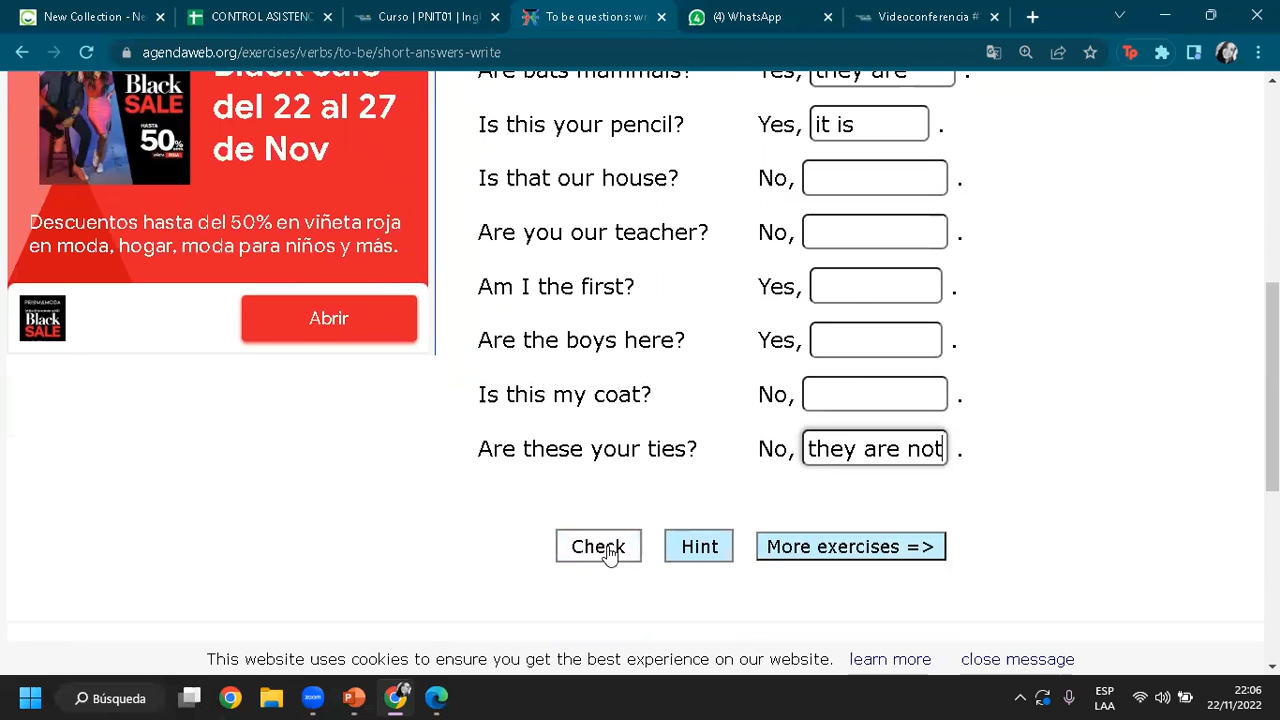 New Collection - Ne
CONTROL ASISTENC
Curso | PNIT01 | Ingl
To be questions: wr
(4) WhatsApp
Videoconferencia #
agendaweb.org/exercises/verbs/to-be/short-answers-write
Are bats mammals? Yes, they are .
Is this your pencil? Yes, it is .
Is that our house? No, .
Are you our teacher? No, .
Am I the first? Yes, .
Are the boys here? Yes, .
Is this my coat? No, .
Are these your ties? No, they are not .
Check Hint More exercises =>
Black
SALE
HASTA
50%
del 22 al 27
de Nov
Descuentos hasta del 50% en viñeta roja
en moda, hogar, moda para niños y más.
PRISMAMODA
Black
SALE
Abrir
This website uses cookies to ensure you get the best experience on our website. learn more close message
Búsqueda
zoom
ESP
LAA
22:06
22/11/2022